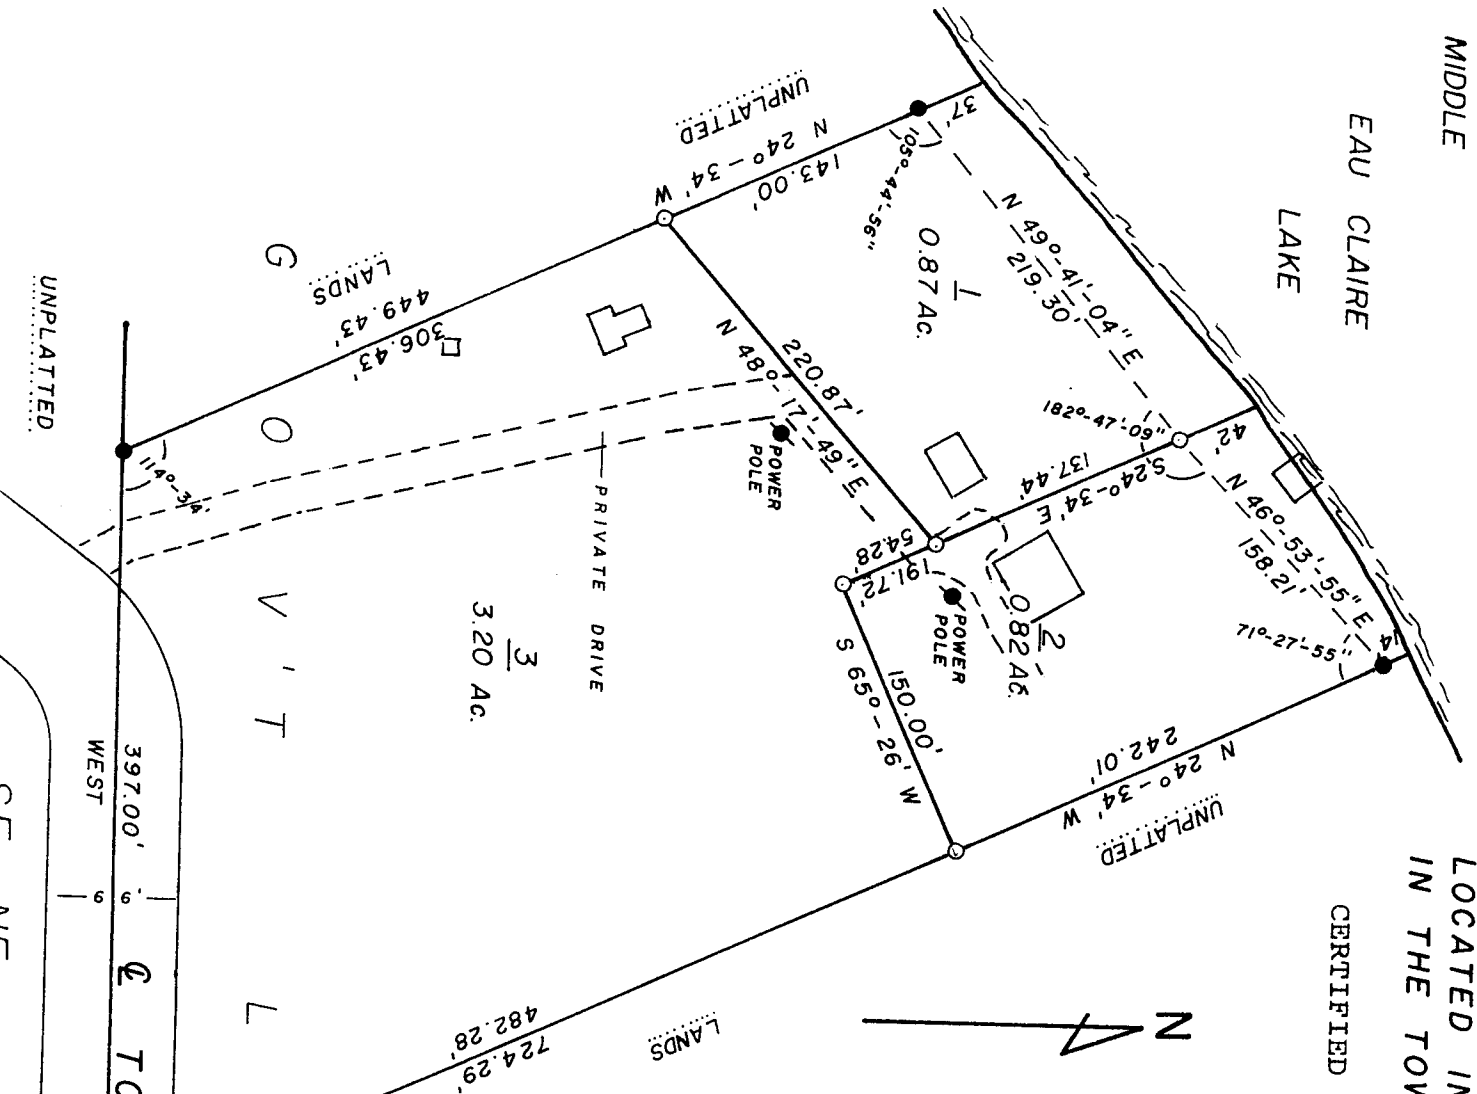 MIDDLE
EAU CLAIRE
LAKE
LOCATED IN
IN THE TOW
CERTIFIED
N
UNPLATTED
LANDS
N 24° - 34' W
143.00'
37'
105°-44'-56"
N 49°-41'-04" E
219.30'
1
0.87 Ac.
182°-47'-09"
42'
S24°-34' E
137.44'
N 46°-53'-55" E
158.21'
71°-27'-55"
14'
2
0.82 Ac.
220.87'
N 48°-17'-49" E
54.28'
191.72'
POWER
POLE
POWER
POLE
150.00'
S 65°-26' W
242.01'
N 24°-34' W
UNPLATTED
LANDS
482.28'
724.29'
449.43'
306.43'
PRIVATE DRIVE
3
3.20 Ac.
114°-34'
G O V ' T L
UNPLATTED
397.00'
WEST
℄ TO